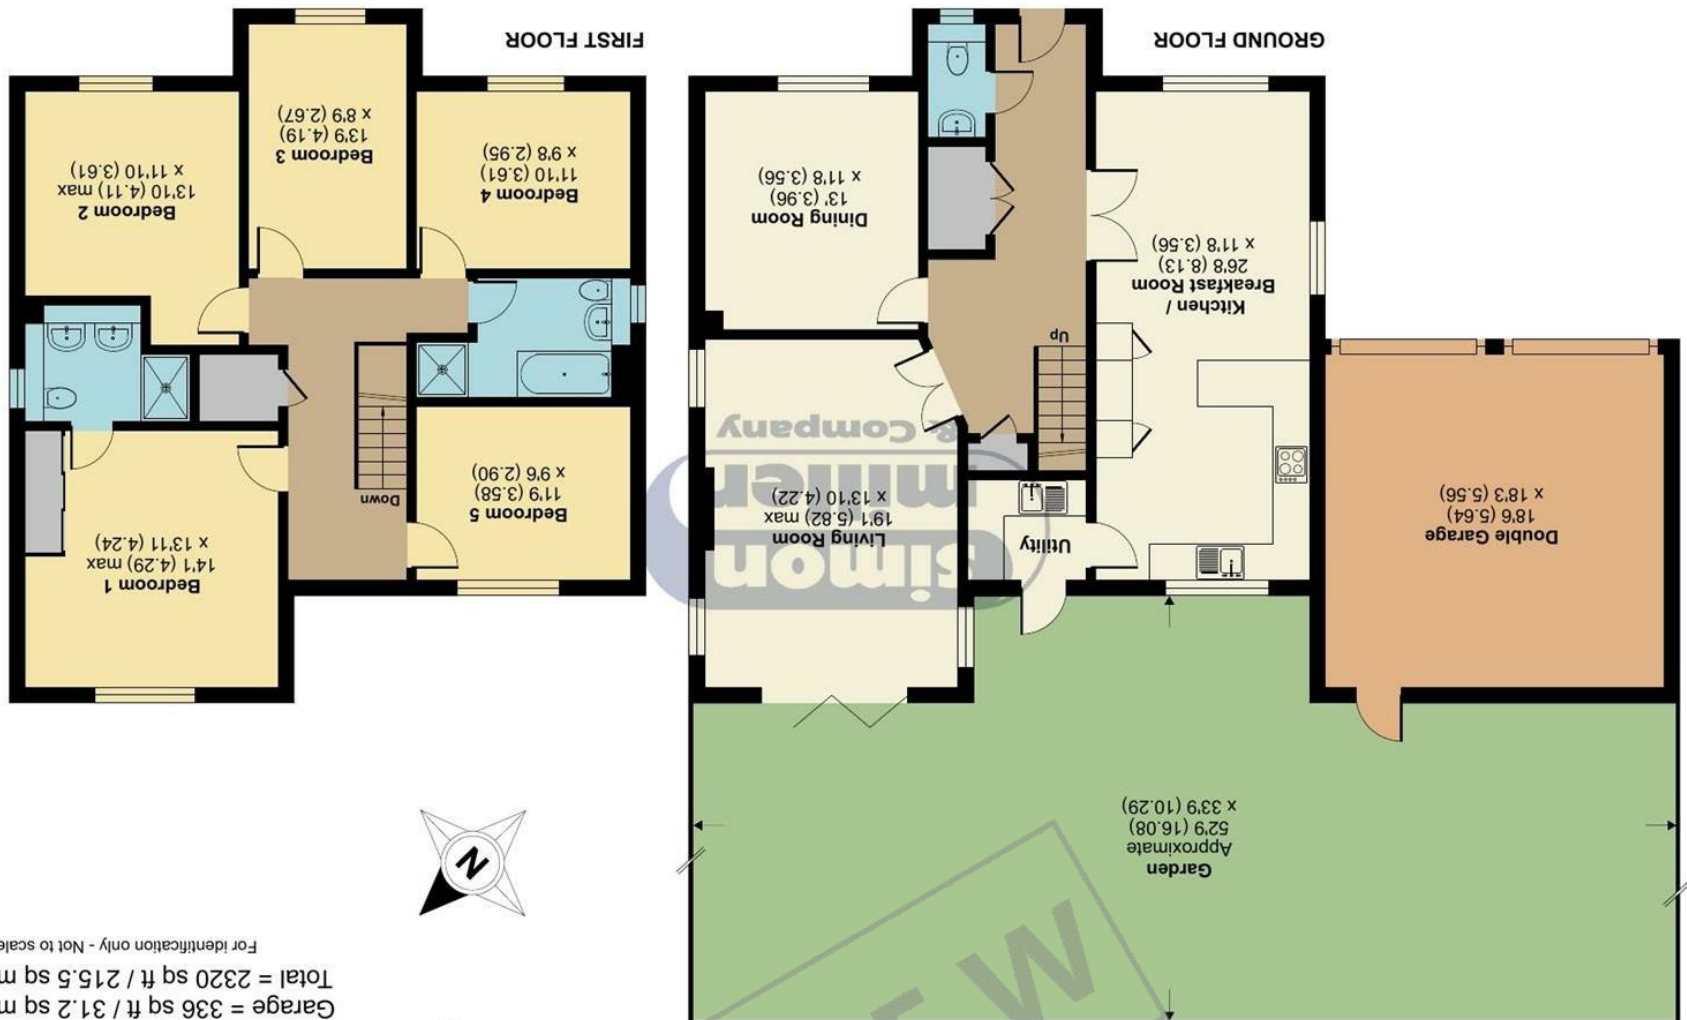 Garage = 336 sq ft / 31.2 sq m
Total = 2320 sq ft / 215.5 sq m
For identification only - Not to scale
N
Garden
Approximate
52'9 (16.08)
x 33'9 (10.29)
Double Garage
18'6 (5.64)
x 18'3 (5.56)
Utility
Living Room
19'1 (5.82) max
x 13'10 (4.22)
simon
miller
& Company
Up
Kitchen /
Breakfast Room
26'8 (8.13)
x 11'8 (3.56)
Dining Room
13' (3.96)
x 11'8 (3.56)
GROUND FLOOR
Bedroom 1
14'1 (4.29) max
x 13'11 (4.24)
Bedroom 5
11'9 (3.58)
x 9'6 (2.90)
Down
Bedroom 4
11'10 (3.61)
x 9'8 (2.95)
Bedroom 3
13'9 (4.19)
x 8'9 (2.67)
Bedroom 2
13'10 (4.11) max
x 11'10 (3.61)
FIRST FLOOR